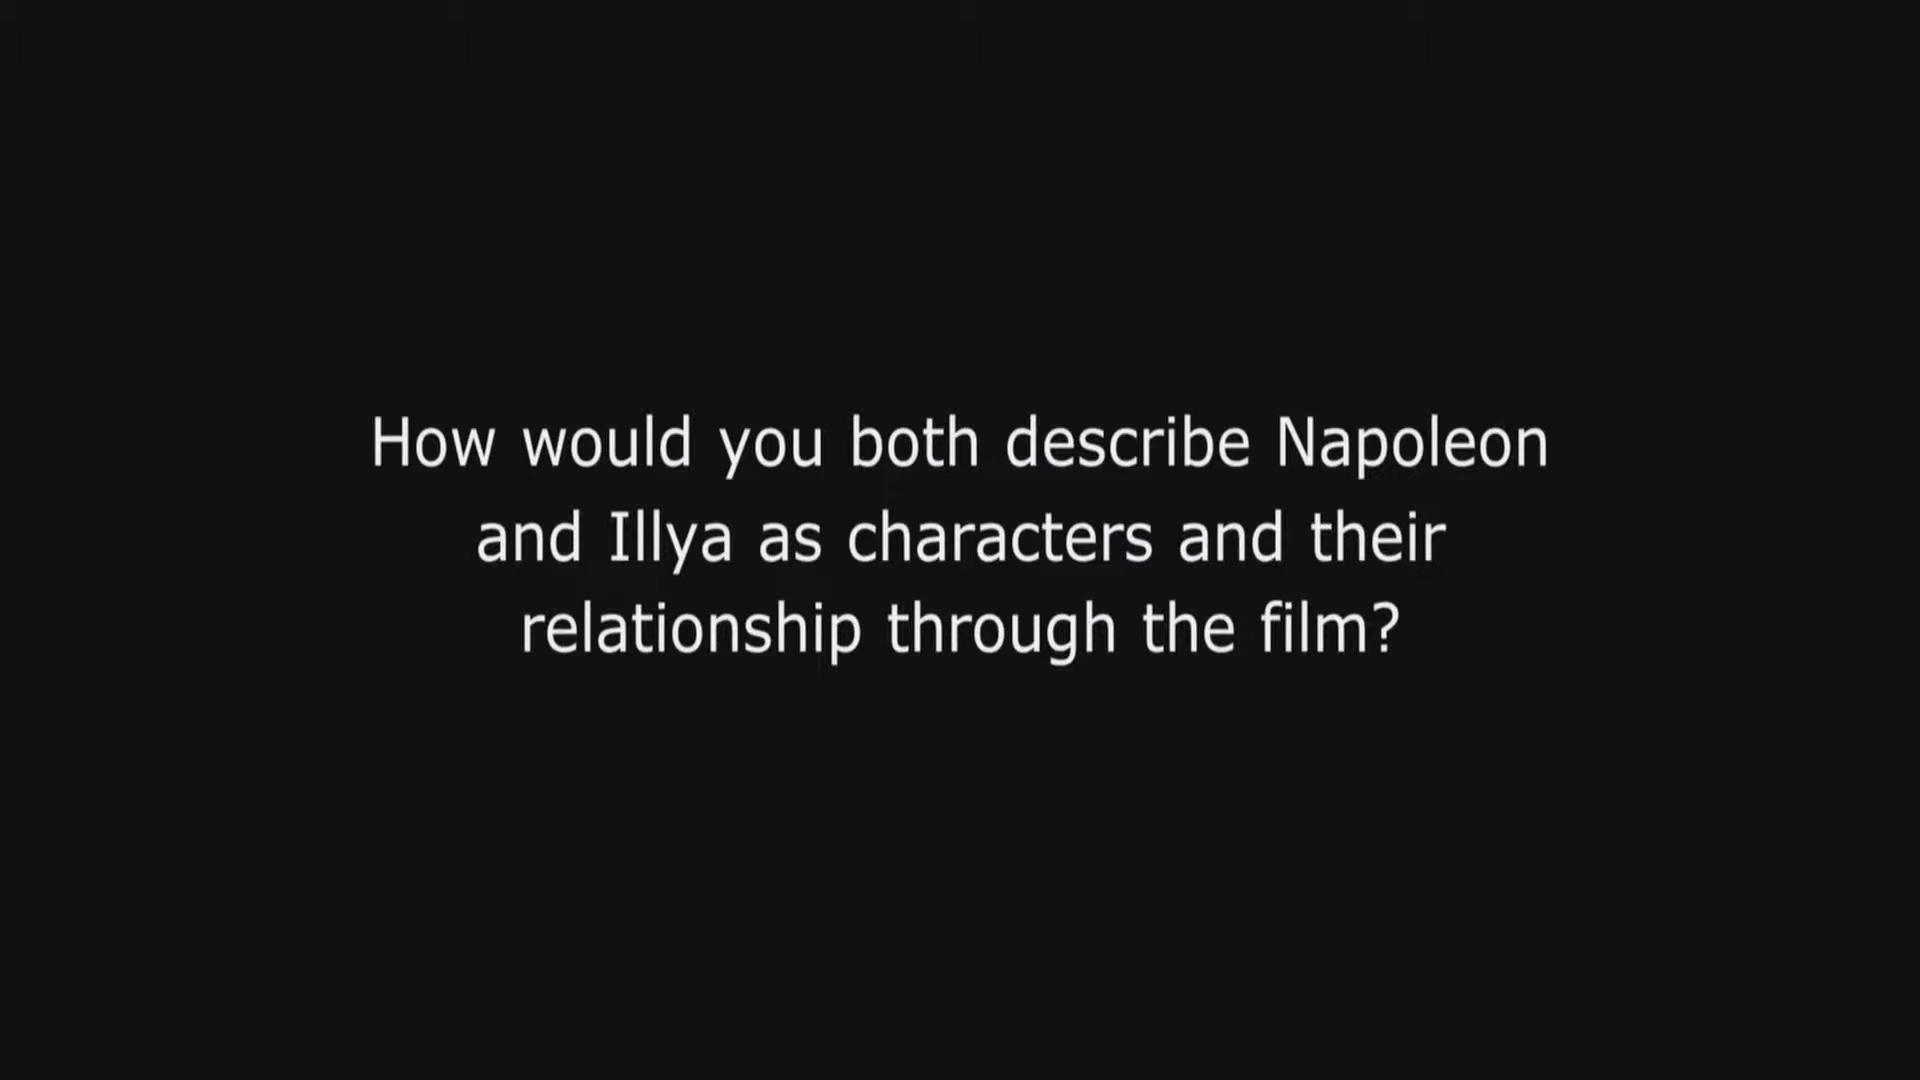 How would you both describe Napoleon
and Illya as characters and their
relationship through the film?